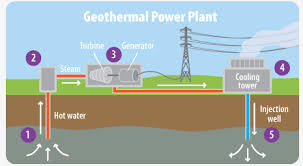 Geothermal Power Plant
Turbine
Generator
2
Steam
3
4
Cooling
tower
Hot water
Injection
well
1
5